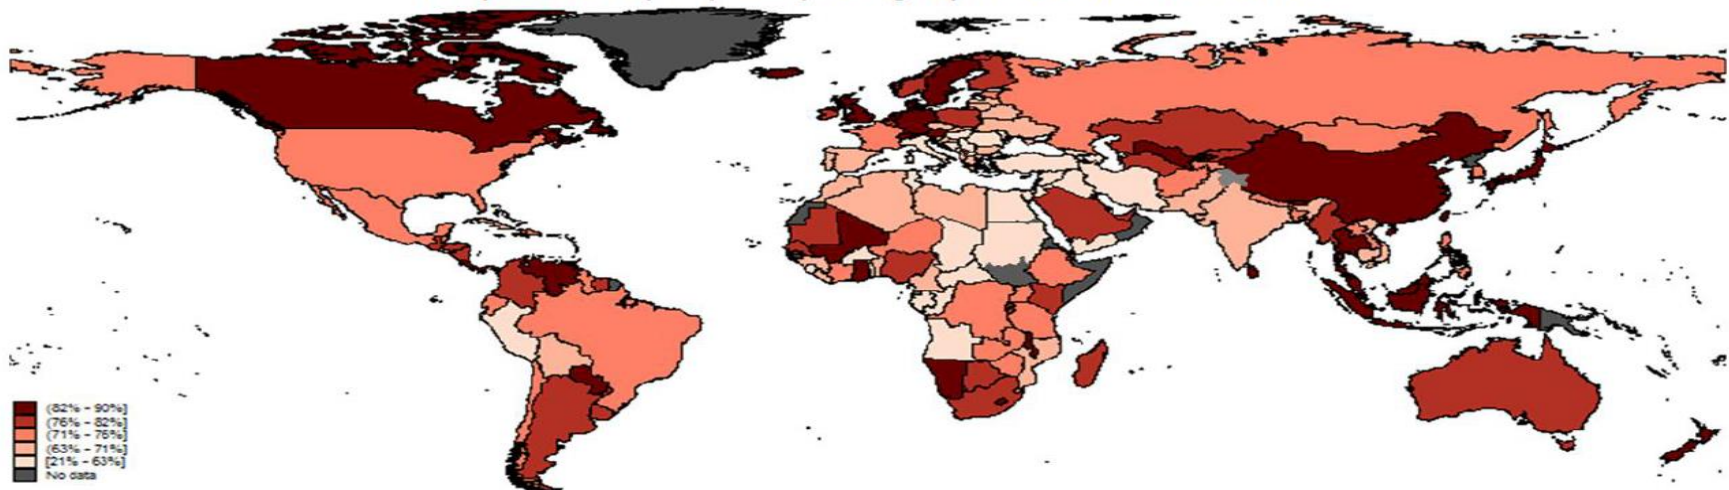 (82% - 90%]
(76% - 82%]
(71% - 76%]
(63% - 71%]
[21% - 63%]
No data